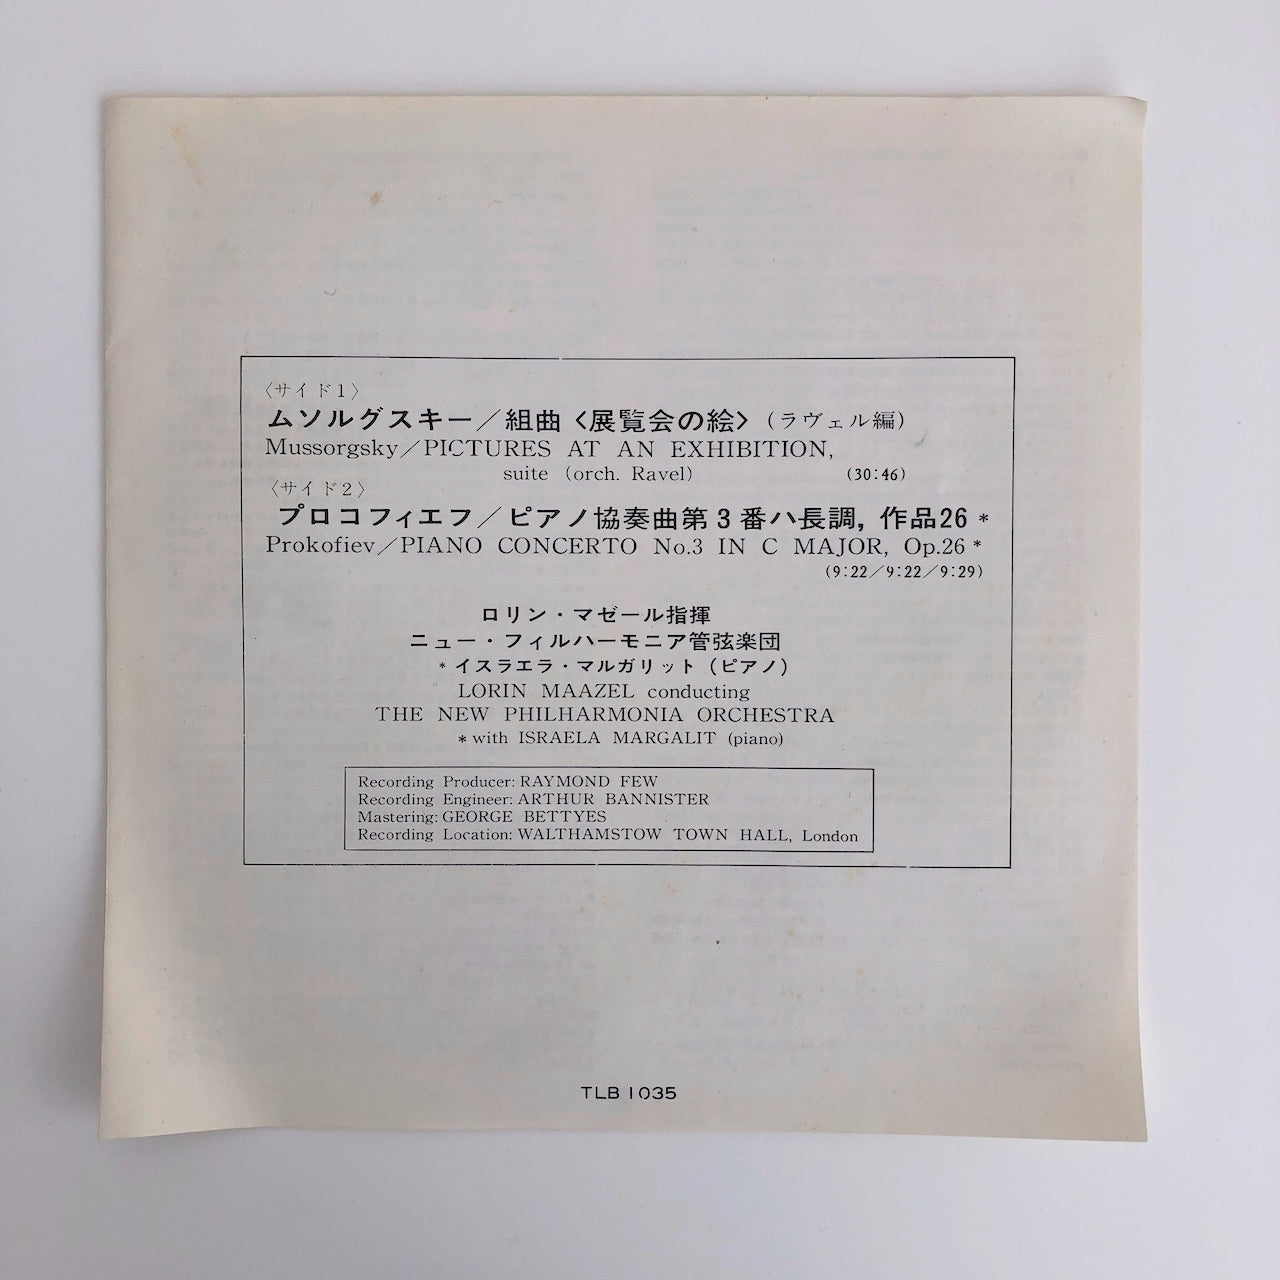 〈サイド1〉
ムソルグスキー／組曲〈展覧会の絵〉(ラヴェル編)
Mussorgsky／PICTURES AT AN EXHIBITION,
suite (orch. Ravel) (30:46)
〈サイド2〉
プロコフィエフ／ピアノ協奏曲第3番ハ長調，作品26 *
Prokofiev／PIANO CONCERTO No.3 IN C MAJOR, Op.26 *
(9:22／9:22／9:29)
ロリン・マゼール指揮
ニュー・フィルハーモニア管弦楽団
* イスラエラ・マルガリット (ピアノ)
LORIN MAAZEL conducting
THE NEW PHILHARMONIA ORCHESTRA
* with ISRAELA MARGALIT (piano)
Recording Producer: RAYMOND FEW
Recording Engineer: ARTHUR BANNISTER
Mastering: GEORGE BETTYES
Recording Location: WALTHAMSTOW TOWN HALL, London
TLB 1035